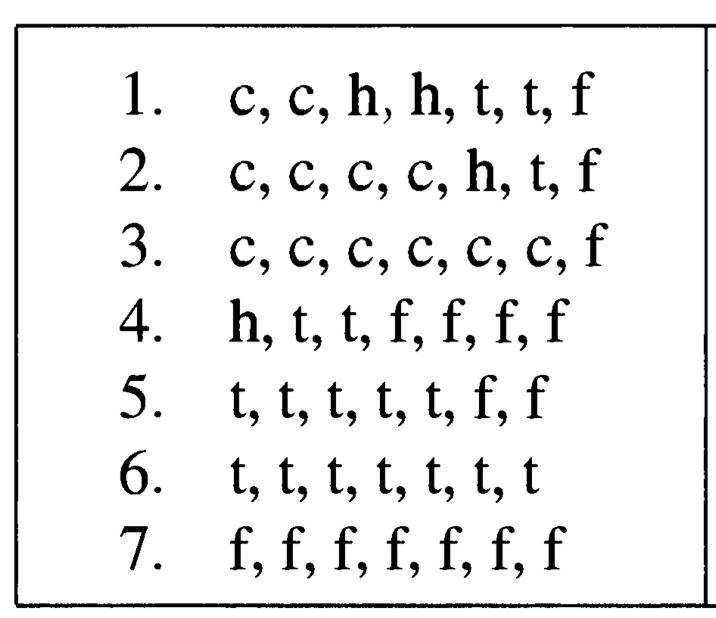 1. c, c, h, h, t, t, f
2. c, c, c, c, h, t, f
3. c, c, c, c, c, c, f
4. h, t, t, f, f, f, f
5. t, t, t, t, t, f, f
6. t, t, t, t, t, t, t
7. f, f, f, f, f, f, f